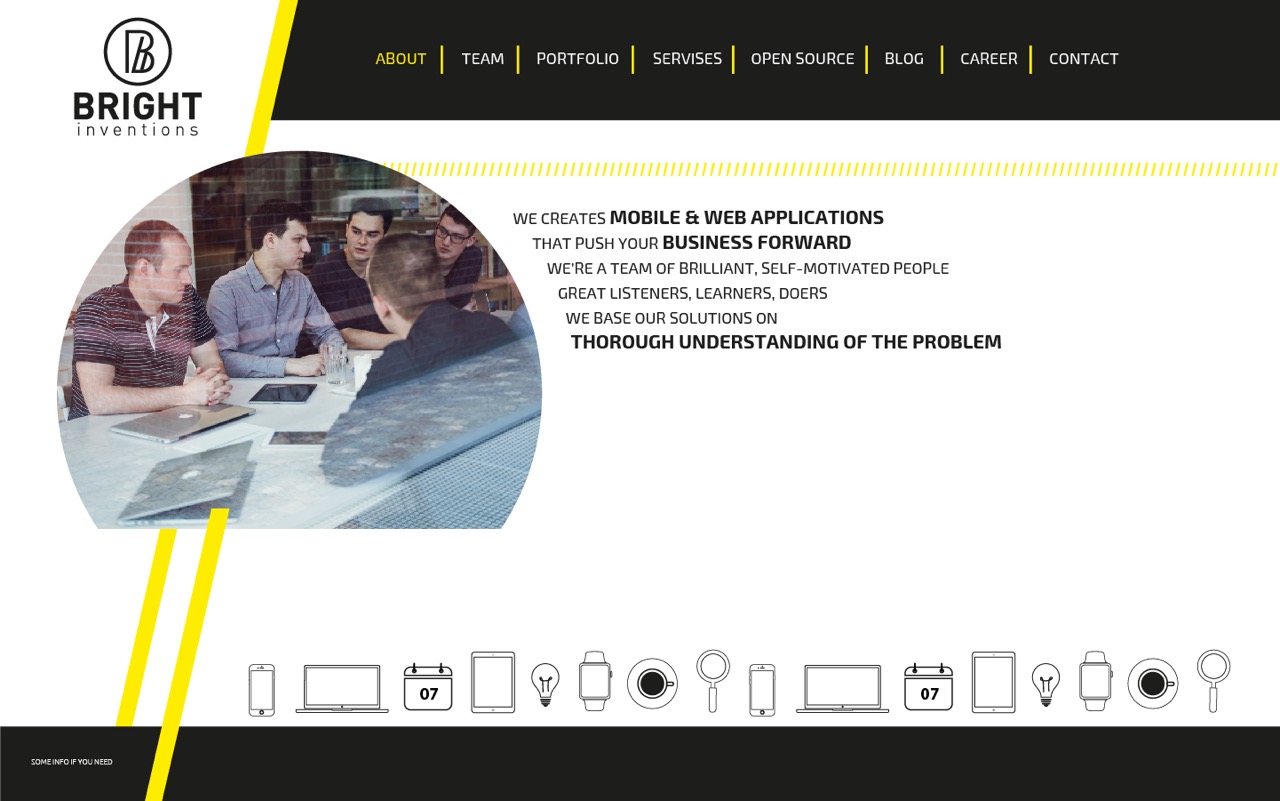 BRIGHT
inventions
ABOUT TEAM PORTFOLIO SERVISES OPEN SOURCE BLOG CAREER CONTACT
WE CREATES MOBILE & WEB APPLICATIONS
THAT PUSH YOUR BUSINESS FORWARD
WE'RE A TEAM OF BRILLIANT, SELF-MOTIVATED PEOPLE
GREAT LISTENERS, LEARNERS, DOERS
WE BASE OUR SOLUTIONS ON
THOROUGH UNDERSTANDING OF THE PROBLEM
07 07
SOME INFO IF YOU NEED